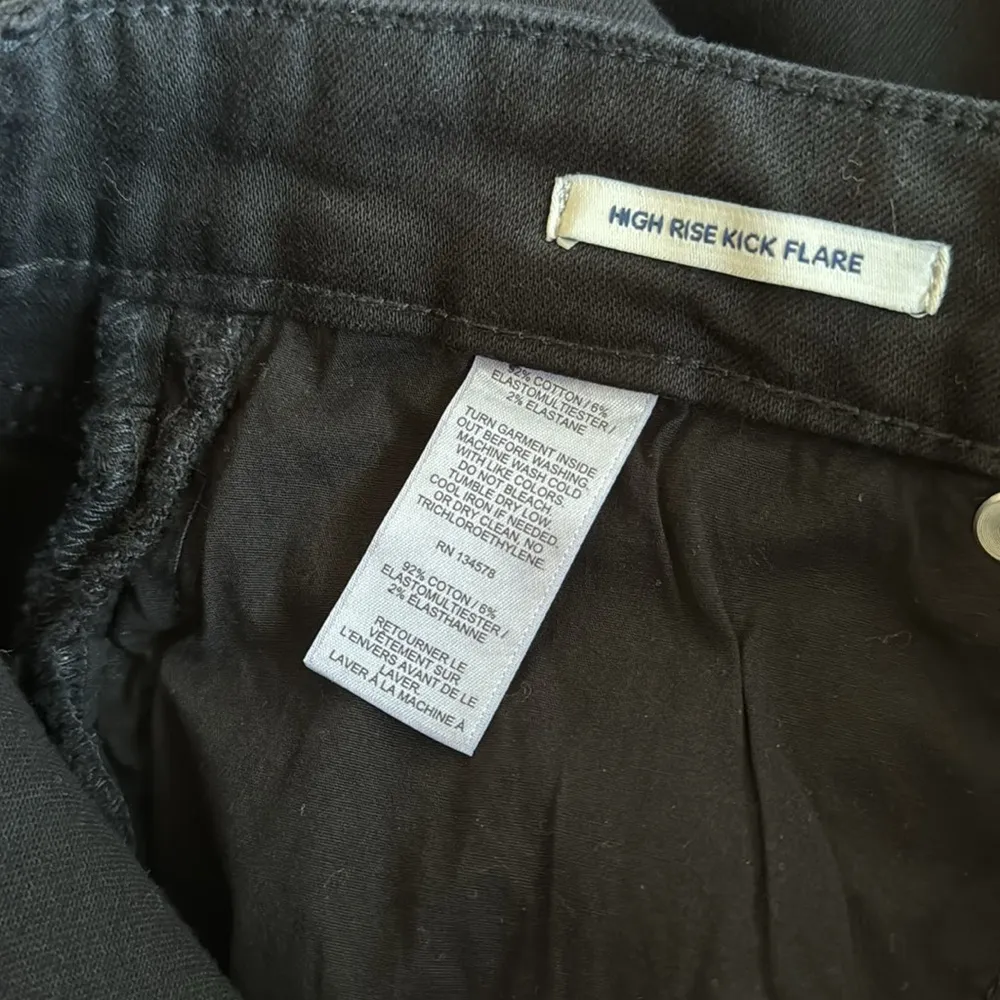 HIGH RISE KICK FLARE
92% COTTON / 6%
ELASTOMULTIESTER /
2% ELASTANE
TURN GARMENT INSIDE
OUT BEFORE WASHING.
MACHINE WASH COLD
WITH LIKE COLORS.
DO NOT BLEACH.
TUMBLE DRY LOW.
COOL IRON IF NEEDED.
OR DRY CLEAN, NO
TRICHLOROETHYLENE.
RN 134578
92% COTON / 6%
ELASTOMULTIESTER /
2% ELASTHANNE
RETOURNER LE
VÊTEMENT SUR
L'ENVERS AVANT DE LE
LAVER.
LAVER À LA MACHINE À